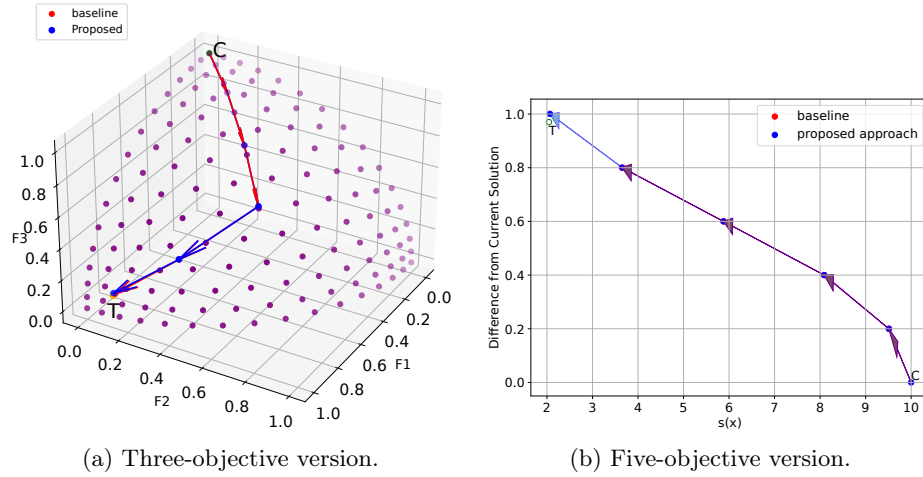 baseline
Proposed
C
1.0
0.8
0.6
F3
0.4
0.2
0.0
T
0.0
0.2
0.4
F2
0.6
0.8
1.0
0.0
0.2
0.4
0.6
F1
0.8
1.0
(a) Three-objective version.
baseline
proposed approach
Difference from Current Solution
1.0
0.8
0.6
0.4
0.2
0.0
T
C
2 3 4 5 6 7 8 9 10
s(x)
(b) Five-objective version.